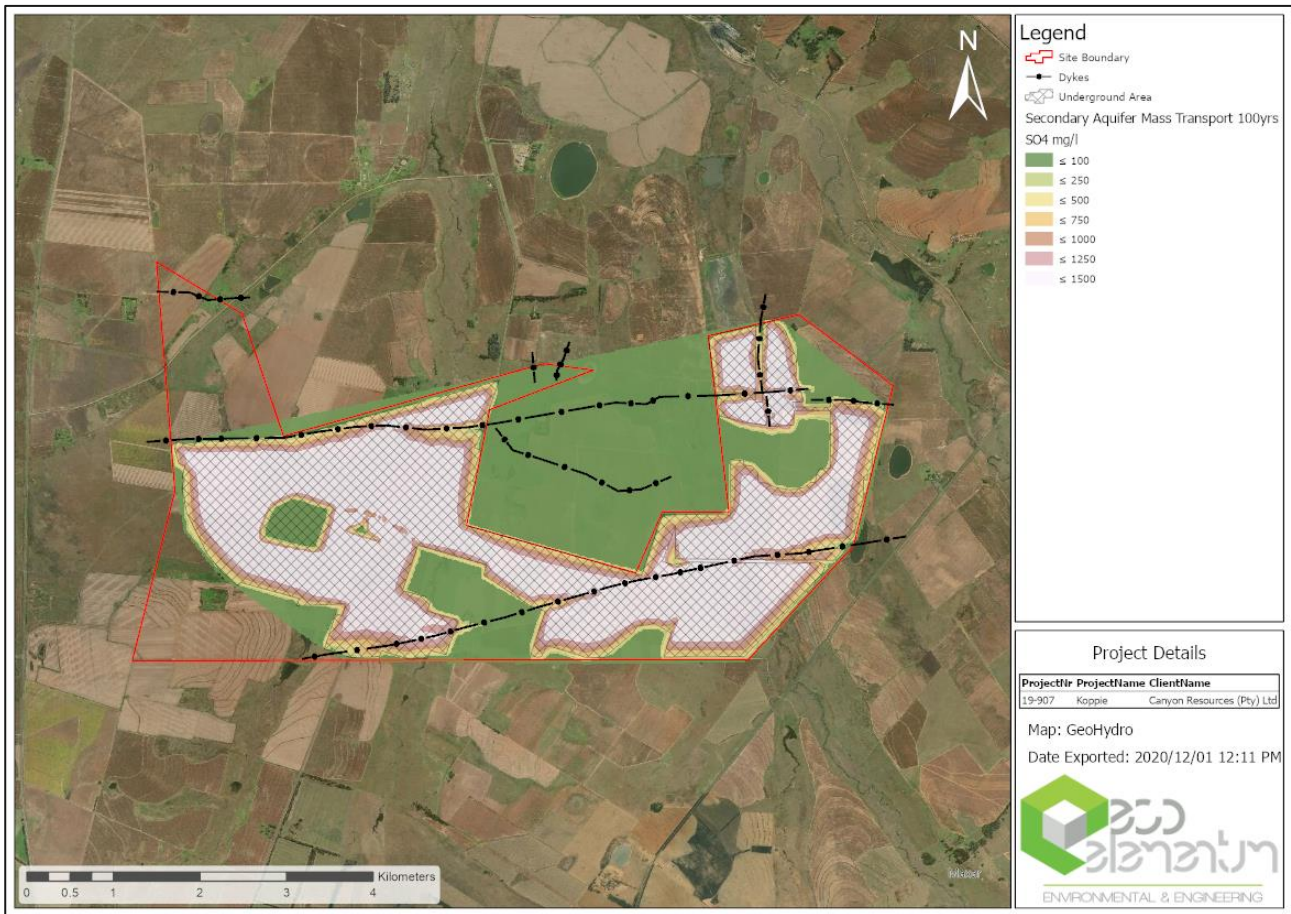 N
Legend
Site Boundary
Dykes
Underground Area
Secondary Aquifer Mass Transport 100yrs
SO4 mg/l
≤ 100
≤ 250
≤ 500
≤ 750
≤ 1000
≤ 1250
≤ 1500
Project Details
ProjectNr ProjectName ClientName
19-907 Koppie Canyon Resources (Pty) Ltd
Map: GeoHydro
Date Exported: 2020/12/01 12:11 PM
eco
elementum
ENVIRONMENTAL & ENGINEERING
Kilometers
0 0.5 1 2 3 4